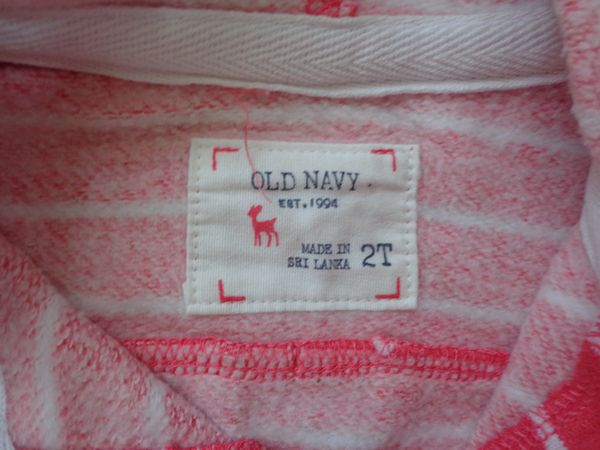 OLD NAVY
EST. 1994
MADE IN
SRI LANKA
2T